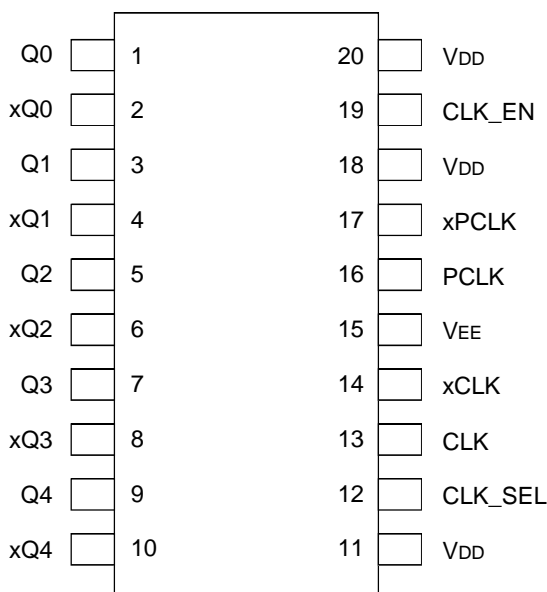 Q0 1 20 VDD
xQ0 2 19 CLK_EN
Q1 3 18 VDD
xQ1 4 17 xPCLK
Q2 5 16 PCLK
xQ2 6 15 VEE
Q3 7 14 xCLK
xQ3 8 13 CLK
Q4 9 12 CLK_SEL
xQ4 10 11 VDD